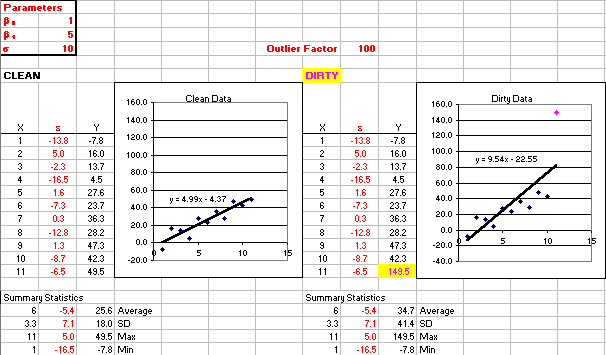 Parameters
β₀ 1
β₁ 5
σ 10 Outlier Factor 100
CLEAN DIRTY
Clean Data
160.0
140.0
120.0
100.0
80.0
60.0
40.0
20.0
0.0
-20.0
0 5 10 15
y = 4.99x - 4.37
Dirty Data
160.0
140.0
120.0
100.0
80.0
60.0
40.0
20.0
0.0
-20.0
-40.0
0 5 10 15
y = 9.54x - 22.55
X ε Y X ε Y
1 -13.8 -7.8 1 -13.8 -7.8
2 5.0 16.0 2 5.0 16.0
3 -2.3 13.7 3 -2.3 13.7
4 -16.5 4.5 4 -16.5 4.5
5 1.6 27.6 5 1.6 27.6
6 -7.3 23.7 6 -7.3 23.7
7 0.3 36.3 7 0.3 36.3
8 -12.8 28.2 8 -12.8 28.2
9 1.3 47.3 9 1.3 47.3
10 -8.7 42.3 10 -8.7 42.3
11 -6.5 49.5 11 -6.5 149.5
Summary Statistics Summary Statistics
6 -5.4 25.6 Average 6 -5.4 34.7 Average
3.3 7.1 18.0 SD 3.3 7.1 41.4 SD
11 5.0 49.5 Max 11 5.0 149.5 Max
1 -16.5 -7.8 Min 1 -16.5 -7.8 Min